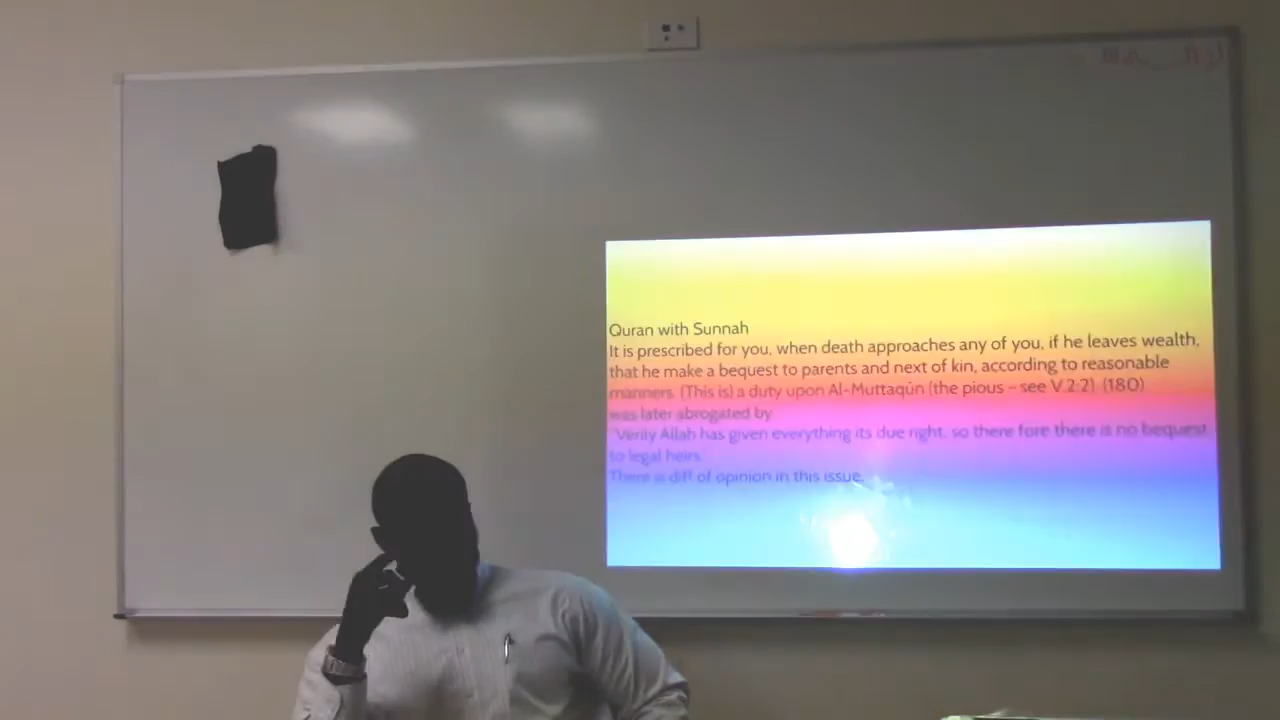 Quran with Sunnah
It is prescribed for you, when death approaches any of you, if he leaves wealth,
that he make a bequest to parents and next of kin, according to reasonable
manners. (This is) a duty upon Al-Muttaqûn (the pious – see V.2:2). (180)
was later abrogated by
"Verily Allah has given everything its due right, so there fore there is no bequest
to legal heirs."
There is diff of opinion in this issue.